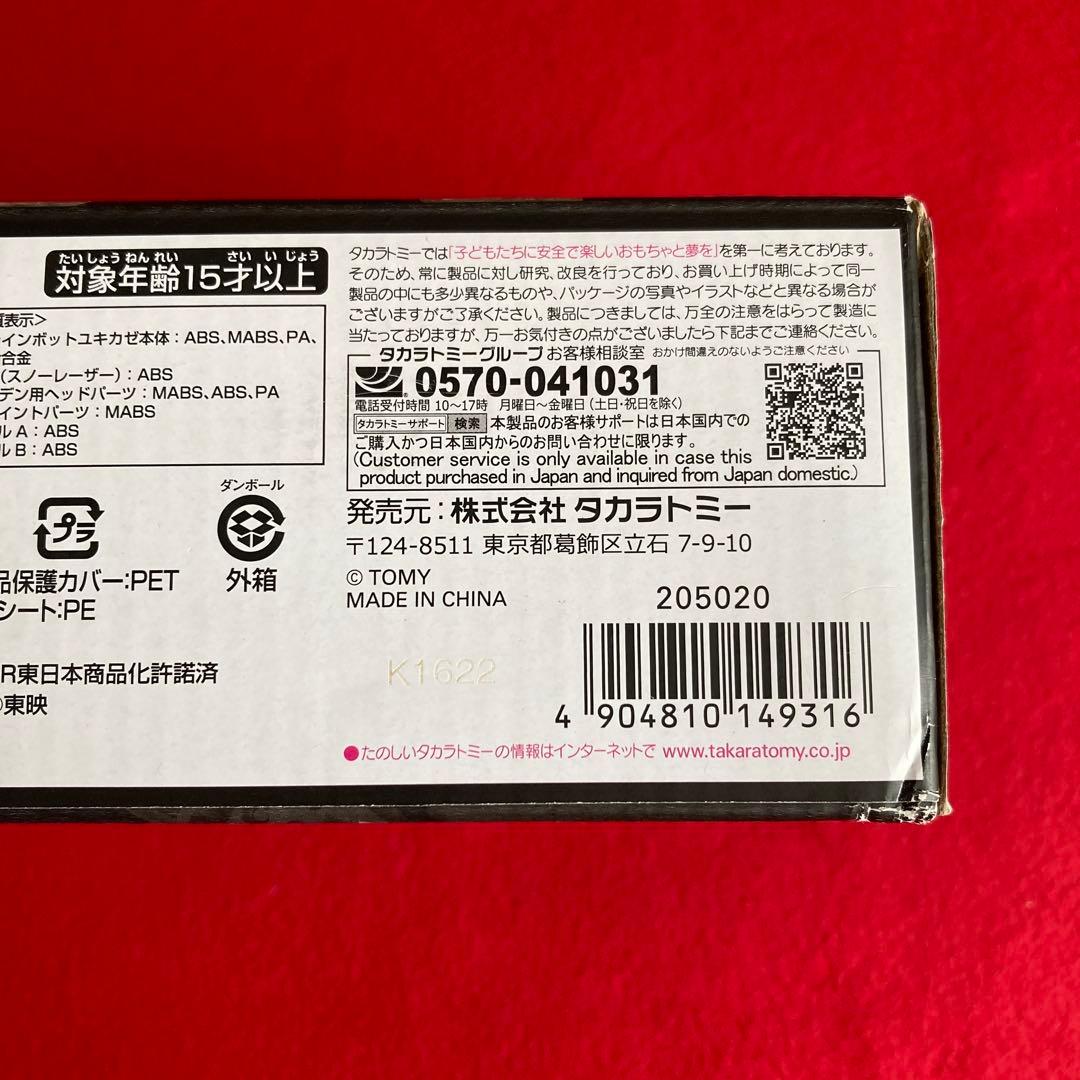 たいしょうねんれい さいいじょう
対象年齢15才以上
質表示>
インボットユキカゼ本体：ABS、MABS、PA、
合金
(スノーレーザー)：ABS
デン用ヘッドパーツ：MABS、ABS、PA
イントパーツ：MABS
ル A：ABS
ル B：ABS
プラ
ダンボール
外箱
品保護カバー:PET
シート:PE
R東日本商品化許諾済
©東映
タカラトミーでは「子どもたちに安全で楽しいおもちゃと夢を」を第一に考えております。
そのため、常に製品に対し研究、改良を行っており、お買い上げ時期によって同一
製品の中にも多少異なるものや、パッケージの写真やイラストなどと異なる場合が
ございますがご了承ください。製品につきましては、万全の注意をはらって製造に
当たっておりますが、万一お気付きの点がございましたら下記までご連絡ください。
タカラトミーグループお客様相談室 おかけ間違えのないようご注意ください
0570-041031
電話受付時間 10〜17時 月曜日〜金曜日(土日・祝日を除く)
タカラトミーサポート 検索 本製品のお客様サポートは日本国内での
ご購入かつ日本国内からのお問い合わせに限ります。
(Customer service is only available in case this
product purchased in Japan and inquired from Japan domestic.)
発売元：株式会社 タカラトミー
〒124-8511 東京都葛飾区立石 7-9-10
© TOMY
MADE IN CHINA
205020
K1622
4 904810 149316
●たのしいタカラトミーの情報はインターネットで www.takaratomy.co.jp